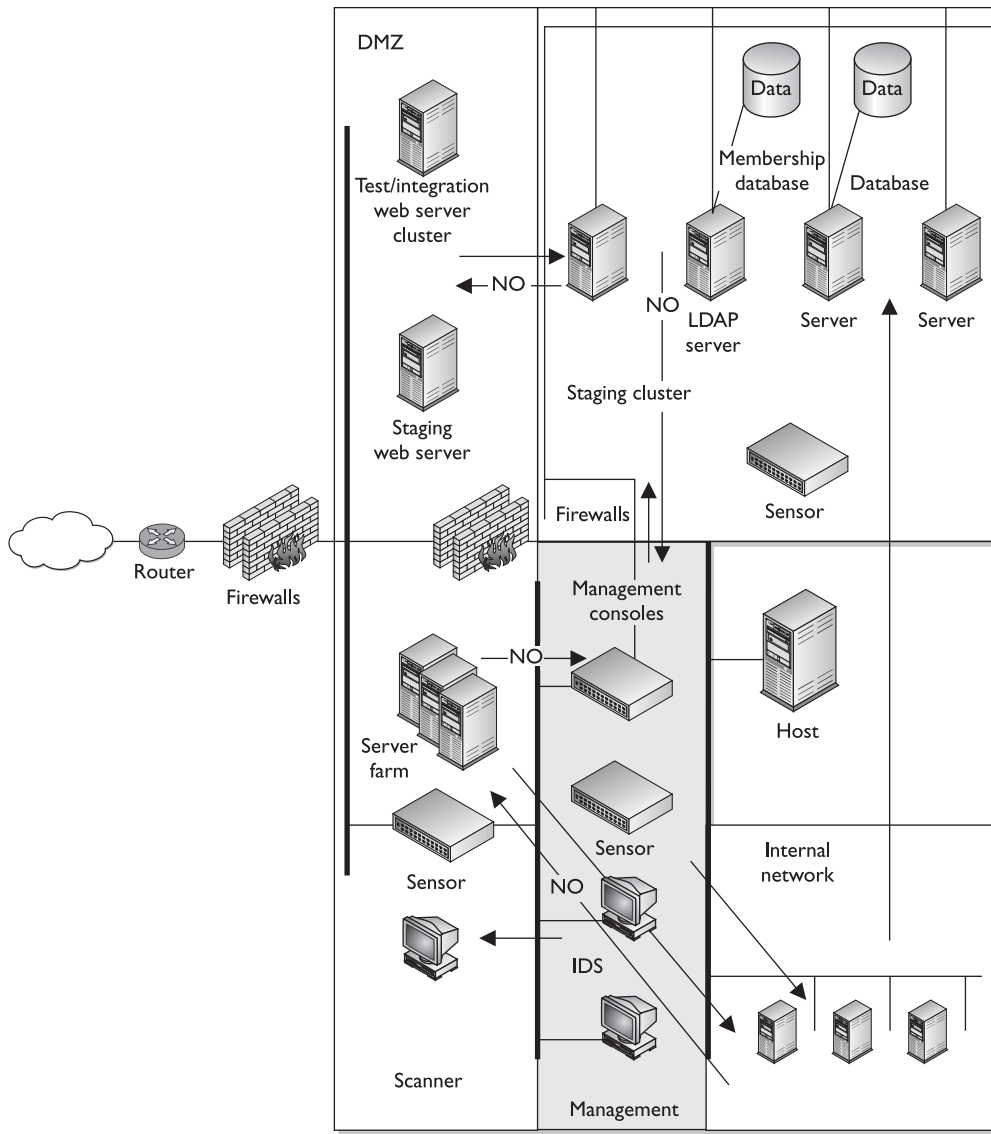 DMZ
Data
Data
Membership
database
Database
Test/integration
web server
cluster
NO
NO
LDAP
server
Server
Server
Staging cluster
Staging
web server
Sensor
Firewalls
Router
Firewalls
Management
consoles
NO
Host
Server
farm
Sensor
Sensor
Internal
network
NO
IDS
Scanner
Management